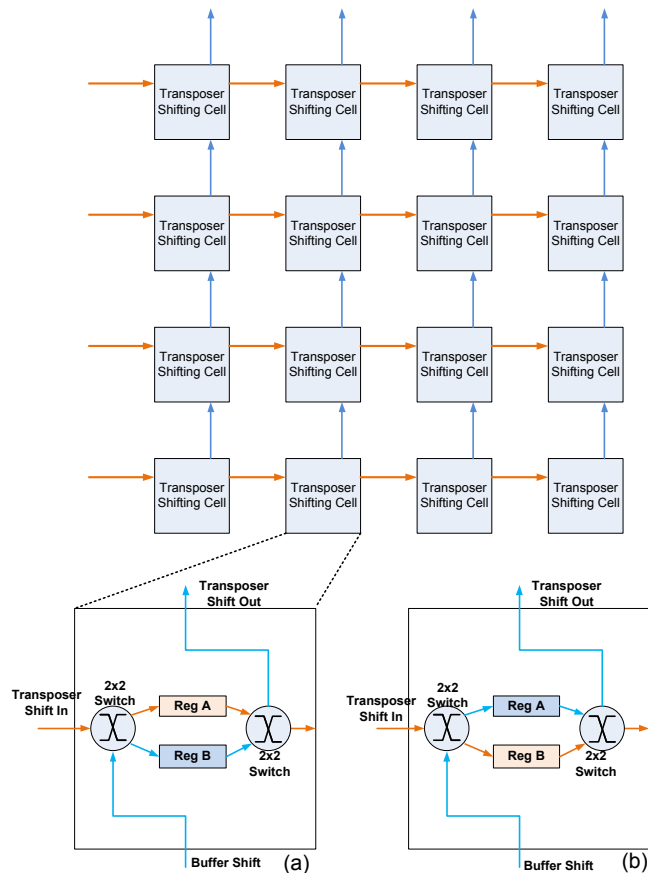 Transposer Transposer Transposer Transposer
Shifting Cell Shifting Cell Shifting Cell Shifting Cell
Transposer Transposer Transposer Transposer
Shifting Cell Shifting Cell Shifting Cell Shifting Cell
Transposer Transposer Transposer Transposer
Shifting Cell Shifting Cell Shifting Cell Shifting Cell
Transposer Transposer Transposer Transposer
Shifting Cell Shifting Cell Shifting Cell Shifting Cell
Transposer
Shift Out
2x2
Switch
Transposer
Shift In
Reg A
Reg B
2x2
Switch
Buffer Shift
(a)
Transposer
Shift Out
2x2
Switch
Transposer
Shift In
Reg A
Reg B
2x2
Switch
Buffer Shift
(b)